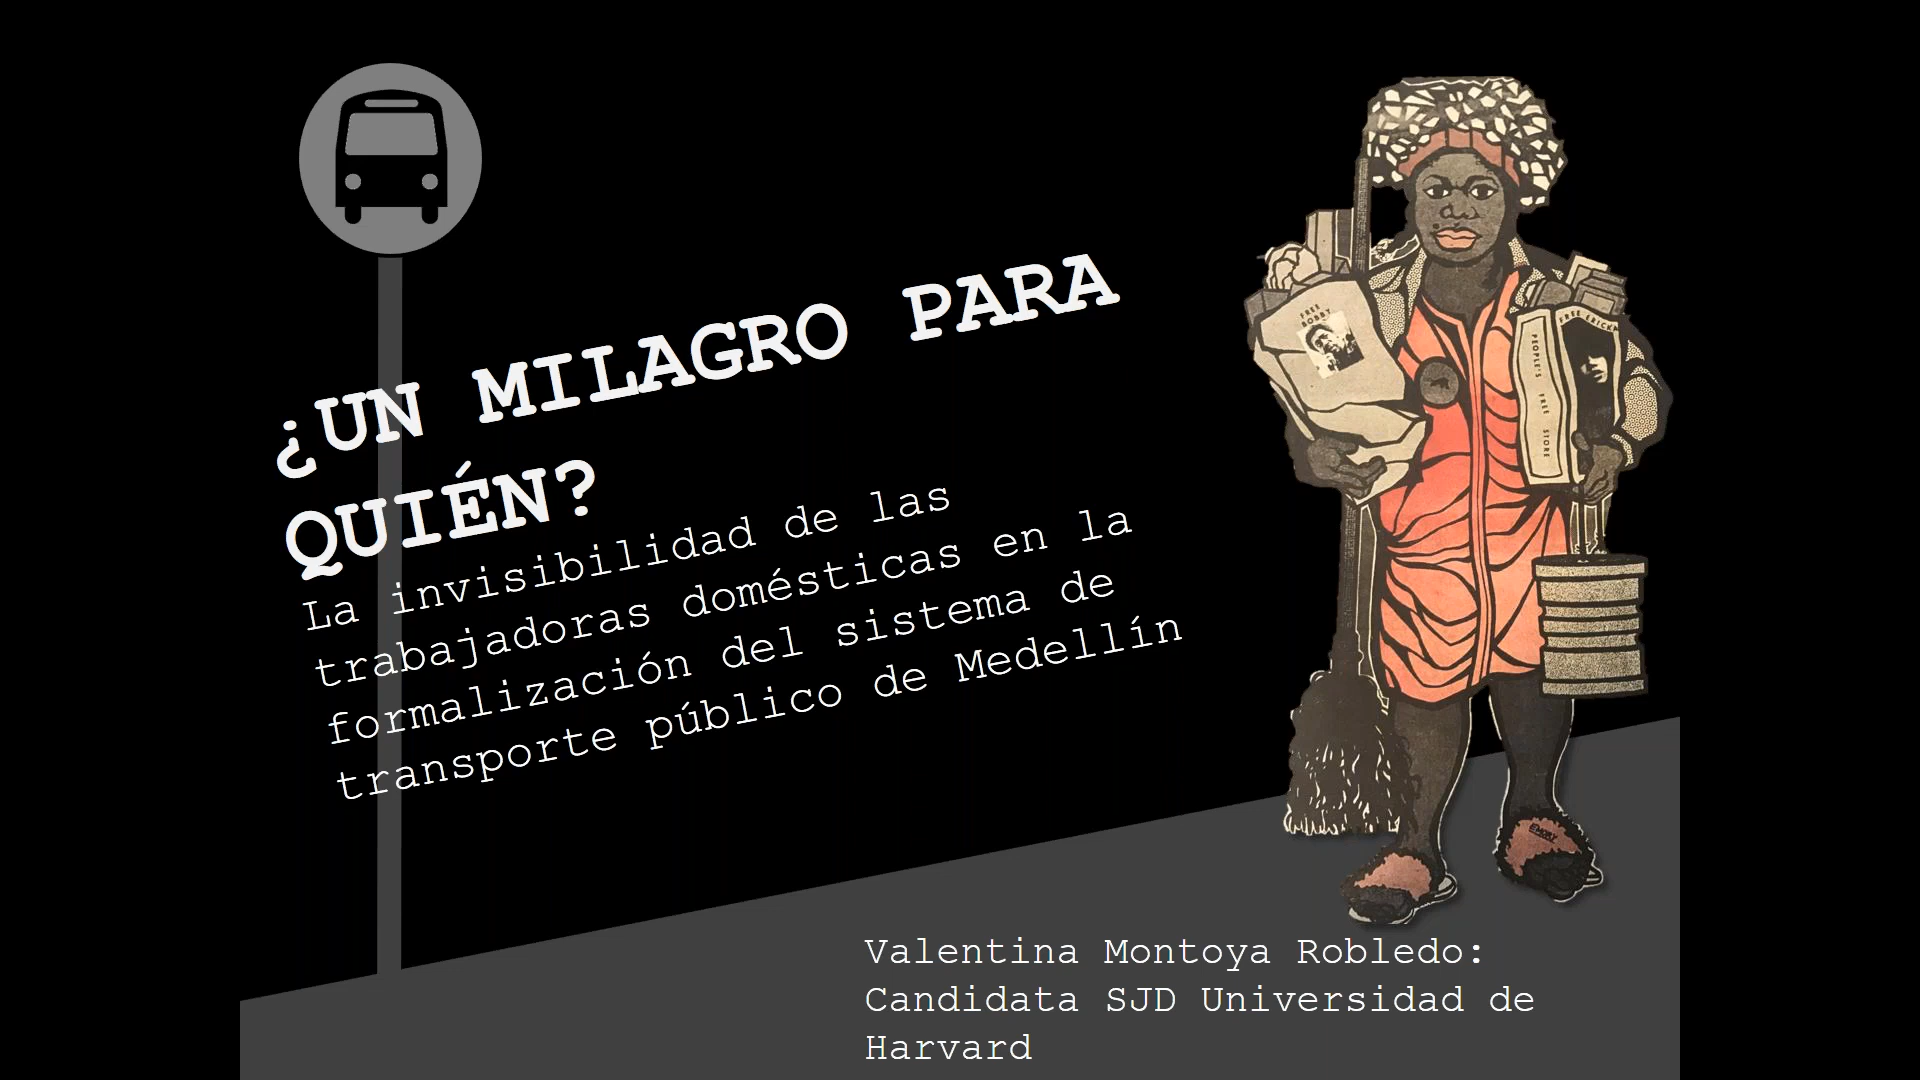 ¿UN MILAGRO PARA
QUIÉN?
La invisibilidad de las
trabajadoras domésticas en la
formalización del sistema de
transporte público de Medellín
FREE
BOBBY
FREE ERICKA
PEOPLE'S FREE STORE
EMORY
Valentina Montoya Robledo:
Candidata SJD Universidad de
Harvard